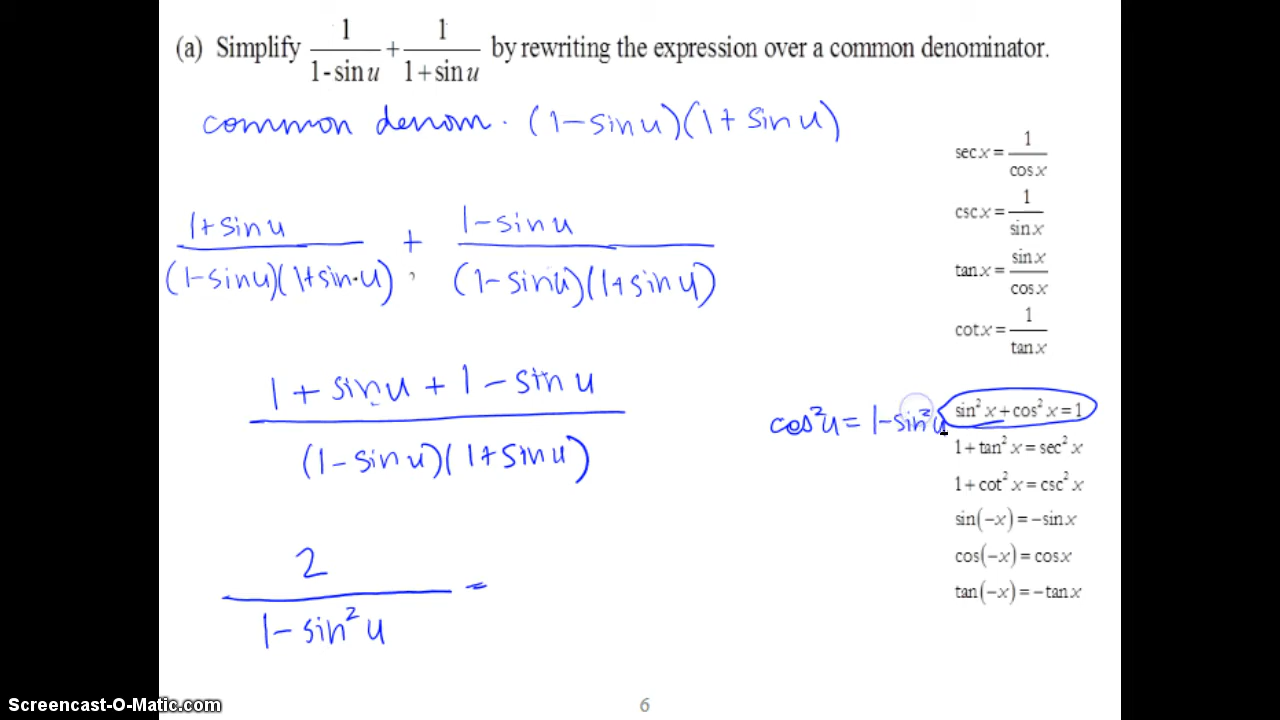 (a) Simplify 1/(1 - sin u) + 1/(1 + sin u) by rewriting the expression over a common denominator.
common denom. (1 - sin u)(1 + sin u)
sec x = 1/cos x
csc x = 1/sin x
(1 + sin u)/((1 - sin u)(1 + sin u)) + (1 - sin u)/((1 - sin u)(1 + sin u))
tan x = sin x/cos x
cot x = 1/tan x
(1 + sin u + 1 - sin u)/((1 - sin u)(1 + sin u))
cos²u = 1 - sin²u
sin² x + cos² x = 1
1 + tan² x = sec² x
1 + cot² x = csc² x
sin(-x) = -sin x
cos(-x) = cos x
tan(-x) = -tan x
2/(1 - sin² u) =
Screencast-O-Matic.com
6